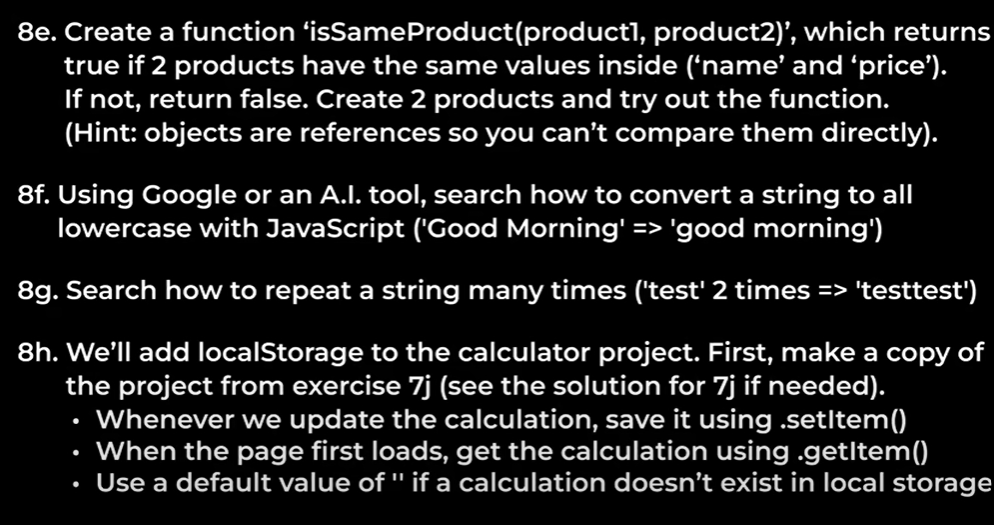 8e. Create a function ‘isSameProduct(product1, product2)’, which returns
true if 2 products have the same values inside (‘name’ and ‘price’).
If not, return false. Create 2 products and try out the function.
(Hint: objects are references so you can’t compare them directly).
8f. Using Google or an A.I. tool, search how to convert a string to all
lowercase with JavaScript ('Good Morning' => 'good morning')
8g. Search how to repeat a string many times ('test' 2 times => 'testtest')
8h. We’ll add localStorage to the calculator project. First, make a copy of
the project from exercise 7j (see the solution for 7j if needed).
• Whenever we update the calculation, save it using .setItem()
• When the page first loads, get the calculation using .getItem()
• Use a default value of '' if a calculation doesn’t exist in local storage